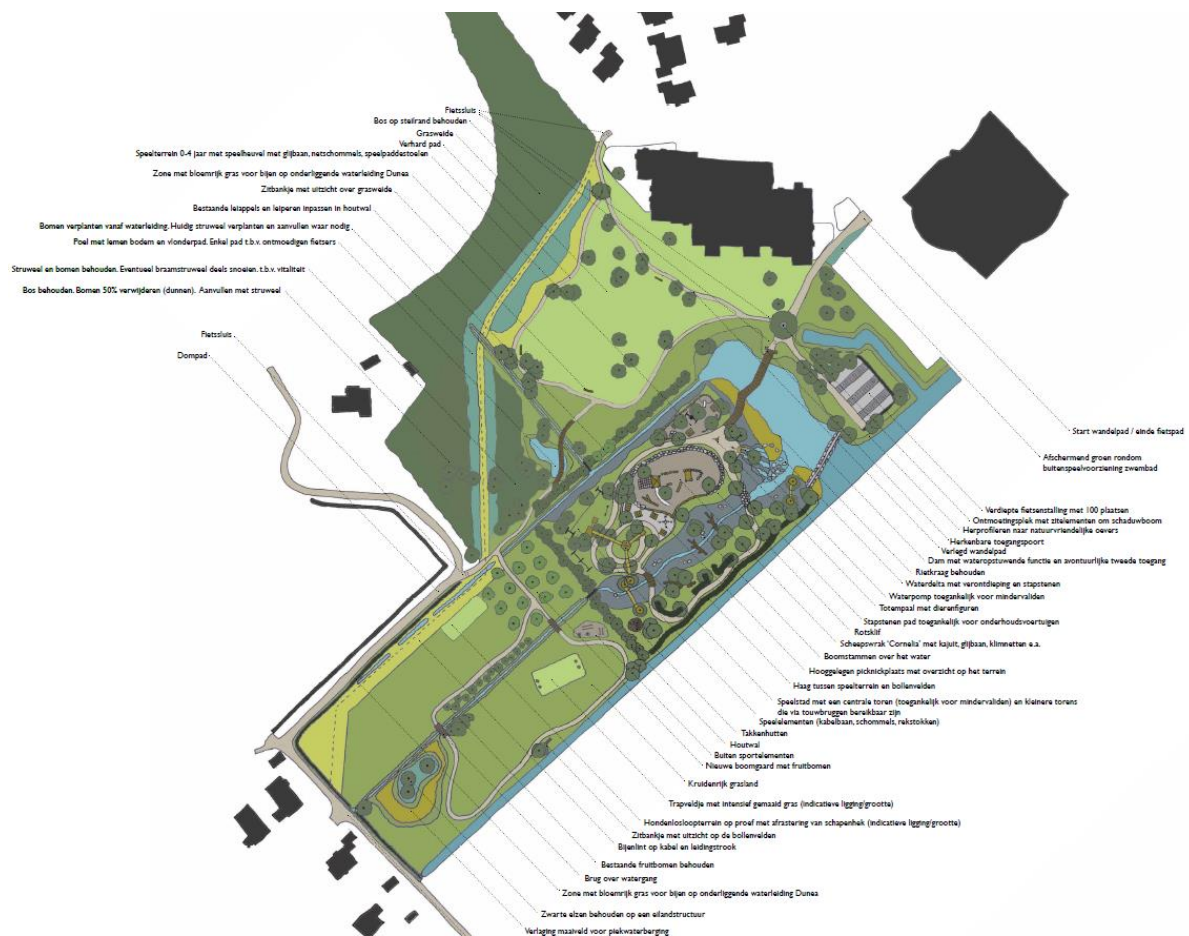 Fietssluis
Bos op steilrand behouden
Grasweide
Verhard pad
Speelterrein 0-4 jaar met speelheuvel met glijbaan, netschommels, speelpaddestoelen
Zone met bloemrijk gras voor bijen op onderliggende waterleiding Dunea
Zitbankje met uitzicht over grasweide
Bestaande leiappels en leiperen inpassen in houtwal
Bomen verplanten vanaf waterleiding. Huidig struweel verplanten en aanvullen waar nodig
Poel met lemen bodem en vlonderpad. Enkel pad t.b.v. ontmoedigen fietsers
Struweel en bomen behouden. Eventueel braamstruweel deels snoeien. t.b.v. vitaliteit
Bos behouden. Bomen 50% verwijderen (dunnen). Aanvullen met struweel
Fietssluis
Dompad
Start wandelpad / einde fietspad
Afschermend groen rondom
buitenspeelvoorziening zwembad
Verdiepte fietsenstalling met 100 plaatsen
Ontmoetingsplek met zitelementen om schaduwboom
Herprofileren naar natuurvriendelijke oevers
Herkenbare toegangspoort
Verlegd wandelpad
Dam met wateropstuwende functie en avontuurlijke tweede toegang
Rietkraag behouden
Waterdelta met verontdieping en stapstenen
Waterpomp toegankelijk voor mindervaliden
Totempaal met dierenfiguren
Stapstenen pad toegankelijk voor onderhoudsvoertuigen
Rotsklif
Scheepswrak 'Cornelia' met kajuit, glijbaan, klimnetten e.a.
Boomstammen over het water
Hooggelegen picknickplaats met overzicht op het terrein
Haag tussen speelterrein en bollenvelden
Speelstad met een centrale toren (toegankelijk voor mindervaliden) en kleinere torens
die via touwbruggen bereikbaar zijn
Speelelementen (kabelbaan, schommels, rekstokken)
Takkenhutten
Houtwal
Buiten sportelementen
Nieuwe boomgaard met fruitbomen
Kruidenrijk grasland
Trapveldje met intensief gemaaid gras (indicatieve ligging/grootte)
Hondenlosloopterrein op proef met afrastering van schapenhek (indicatieve ligging/grootte)
Zitbankje met uitzicht op de bollenvelden
Bijenlint op kabel en leidingstrook
Bestaande fruitbomen behouden
Brug over watergang
Zone met bloemrijk gras voor bijen op onderliggende waterleiding Dunea
Zwarte elzen behouden op een eilandstructuur
Verlaging maaiveld voor piekwaterberging